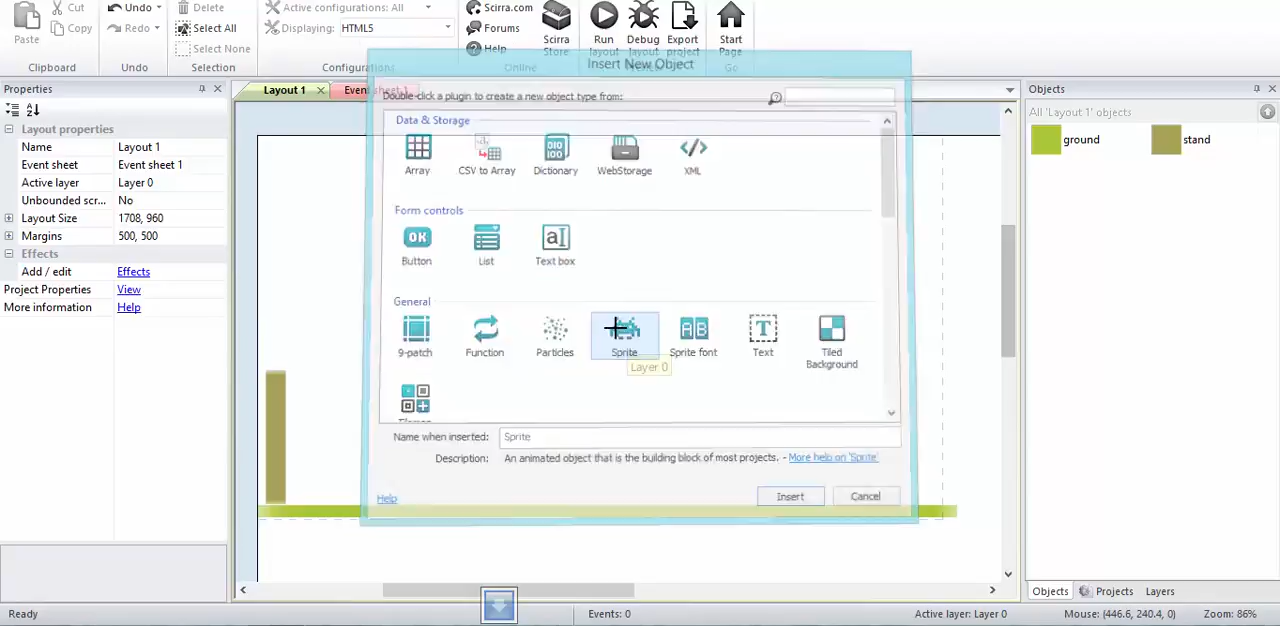 Cut
Undo
Delete
Active configurations: All
Scirra.com
Paste
Copy
Redo
Select All
Displaying: HTML5
Forums
Scirra Store
Run layout
Debug layout
Export project
Start Page
Select None
Help
Clipboard
Undo
Selection
Configurations
Online
Go
Properties
Layout 1
Event sheet 1
Layout properties
Name Layout 1
Event sheet Event sheet 1
Active layer Layer 0
Unbounded scr... No
Layout Size 1708, 960
Margins 500, 500
Effects
Add / edit Effects
Project Properties View
More information Help
Insert New Object
Double-click a plugin to create a new object type from:
Data & Storage
Array
CSV to Array
Dictionary
WebStorage
XML
Form controls
OK
Button
List
Text box
General
9-patch
Function
Particles
Sprite
Sprite font
Text
Tiled Background
Layer 0
Name when inserted: Sprite
Description: An animated object that is the building block of most projects. - More help on 'Sprite'
Help
Insert
Cancel
Objects
All 'Layout 1' objects
ground
stand
Objects
Projects
Layers
Ready
Events: 0
Active layer: Layer 0
Mouse: (446.6, 240.4, 0)
Zoom: 86%